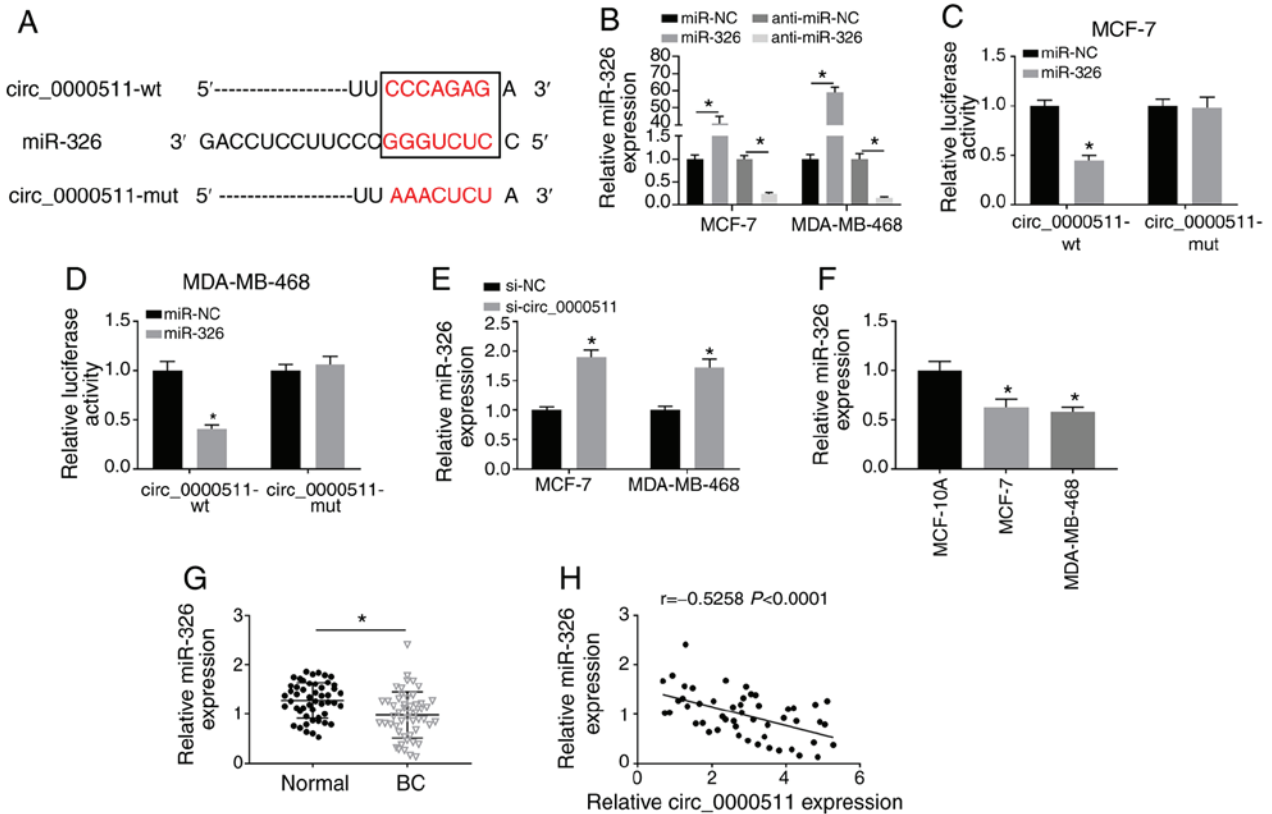 A
circ_0000511-wt 5′---------------UU CCCAGAG A 3′
miR-326 3′ GACCUCCUUCCCGGGUCUC C 5′
circ_0000511-mut 5′ ---------------UU AAACUCU A 3′
B
miR-NC anti-miR-NC
miR-326 anti-miR-326
Relative miR-326
expression
80
70
60
50
40
1.5
1.0
0.5
0.0
MCF-7 MDA-MB-468
* * * *
C
MCF-7
miR-NC
miR-326
Relative luciferase
activity
1.5
1.0
0.5
0.0
*
circ_0000511-
wt
circ_0000511-
mut
D
MDA-MB-468
miR-NC
miR-326
Relative luciferase
activity
1.5
1.0
0.5
0.0
*
circ_0000511-
wt
circ_0000511-
mut
E
si-NC
si-circ_0000511
Relative miR-326
expression
2.5
2.0
1.5
1.0
0.5
0.0
* *
MCF-7 MDA-MB-468
F
Relative miR-326
expression
1.5
1.0
0.5
0.0
* *
MCF-10A
MCF-7
MDA-MB-468
G
Relative miR-326
expression
3
2
1
0
*
Normal BC
H
r=−0.5258 P<0.0001
Relative miR-326
expression
3
2
1
0
0 2 4 6
Relative circ_0000511 expression